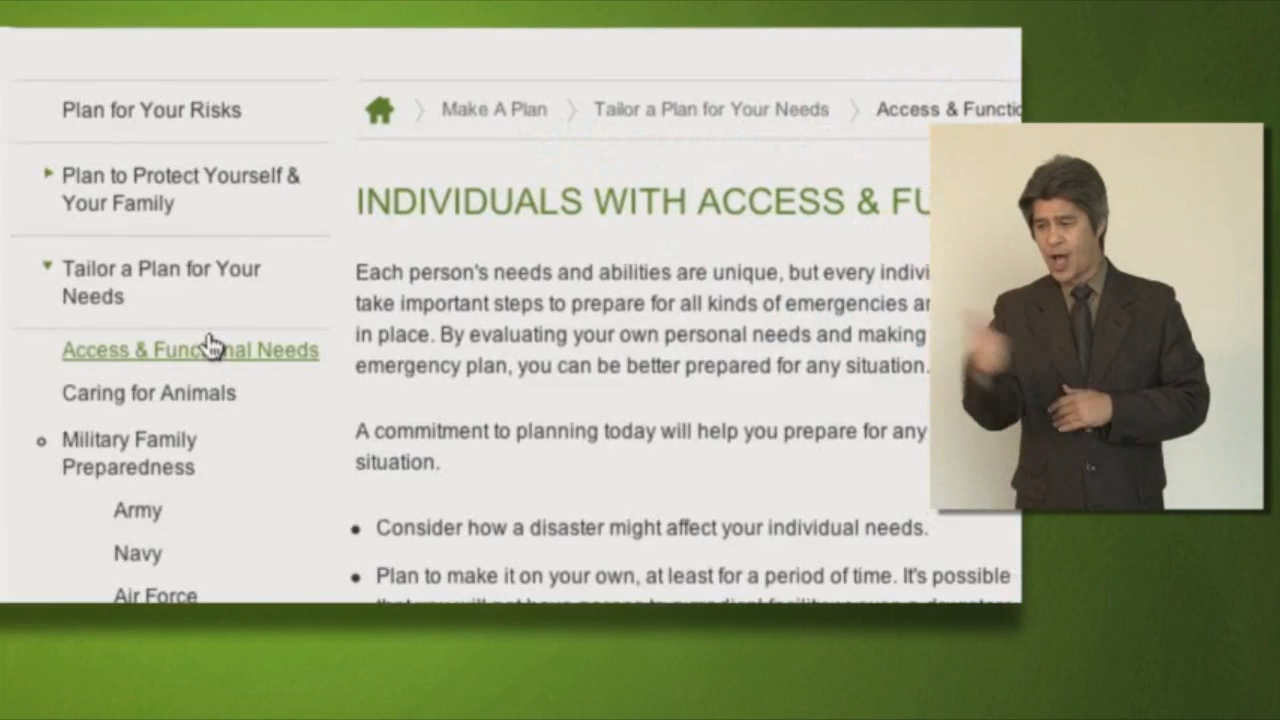 Plan for Your Risks
Plan to Protect Yourself &
Your Family
Tailor a Plan for Your
Needs
Access & Functional Needs
Caring for Animals
Military Family
Preparedness
Army
Navy
Air Force
Make A Plan
Tailor a Plan for Your Needs
Access & Functio
INDIVIDUALS WITH ACCESS & FU
Each person's needs and abilities are unique, but every indivi
take important steps to prepare for all kinds of emergencies a
in place. By evaluating your own personal needs and making
emergency plan, you can be better prepared for any situation.
A commitment to planning today will help you prepare for any
situation.
Consider how a disaster might affect your individual needs.
Plan to make it on your own, at least for a period of time. It's possible